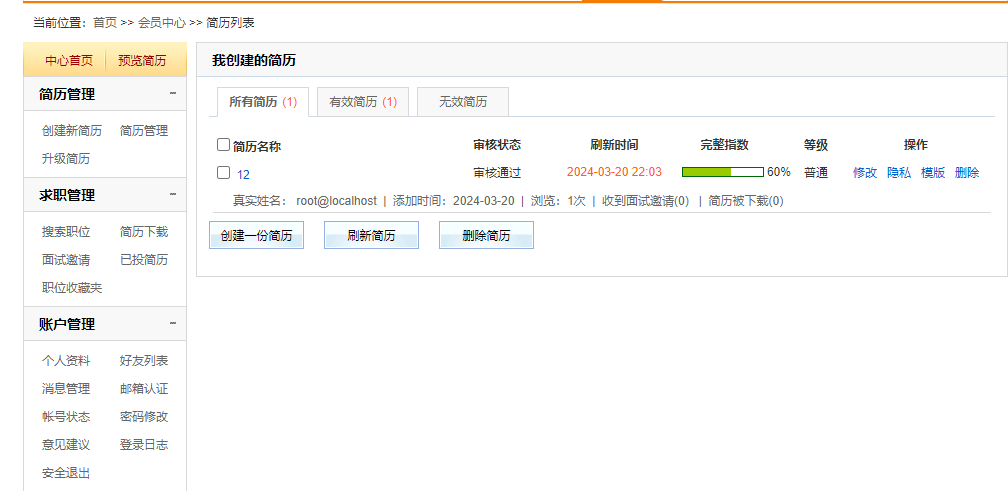 当前位置：首页 >> 会员中心 >> 简历列表
中心首页 预览简历
简历管理
创建新简历 简历管理
升级简历
求职管理
搜索职位 简历下载
面试邀请 已投简历
职位收藏夹
账户管理
个人资料 好友列表
消息管理 邮箱认证
帐号状态 密码修改
意见建议 登录日志
安全退出
我创建的简历
所有简历 (1) 有效简历 (1) 无效简历
简历名称 审核状态 刷新时间 完整指数 等级 操作
12 审核通过 2024-03-20 22:03 60% 普通 修改 隐私 模版 删除
真实姓名： root@localhost | 添加时间：2024-03-20 | 浏览：1次 | 收到面试邀请(0) | 简历被下载(0)
创建一份简历 刷新简历 删除简历